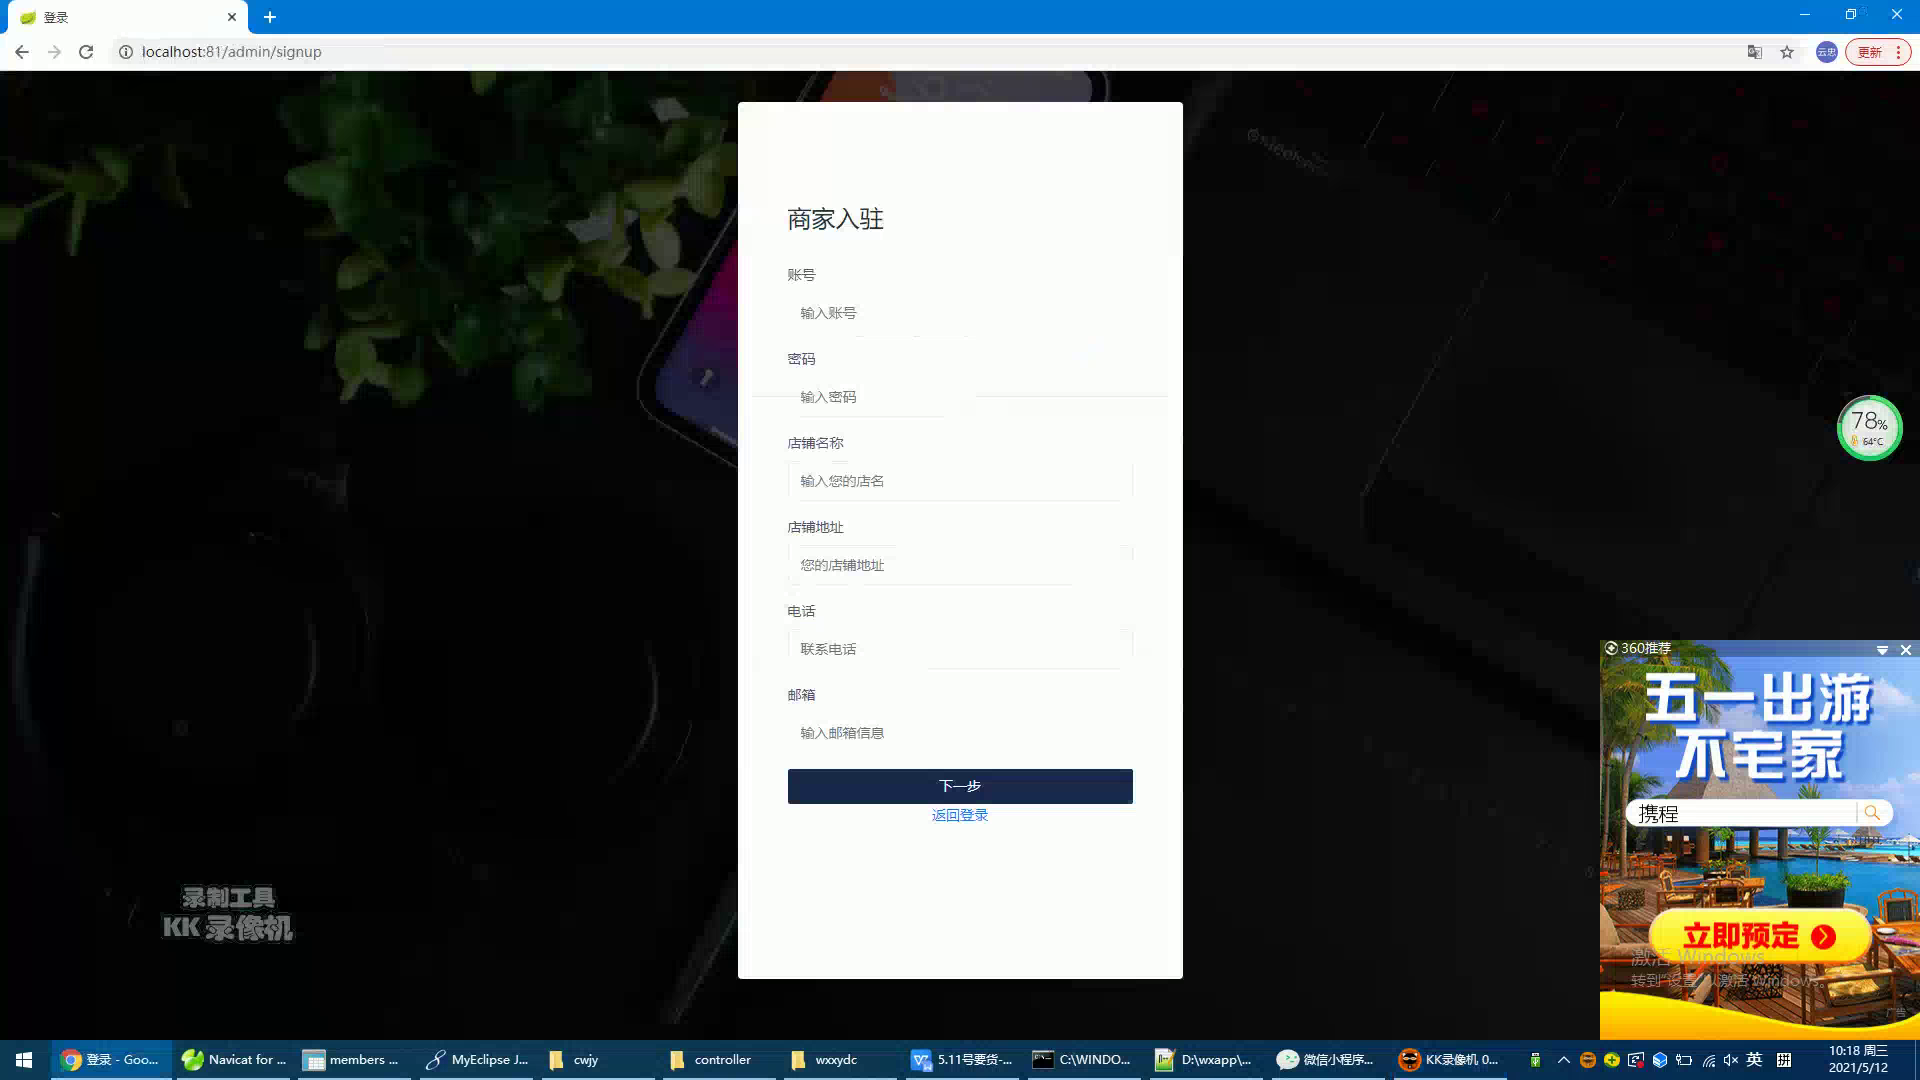 登录
localhost:81/admin/signup
云忠
更新
商家入驻
账号
输入账号
密码
输入密码
店铺名称
输入您的店名
店铺地址
您的店铺地址
电话
联系电话
邮箱
输入邮箱信息
下一步
返回登录
78%
64°C
360推荐
五一出游
不宅家
携程
立即预定
激活 Windows
转到"设置"以激活 Windows。
广告
录制工具
KK 录像机
登录 - Goo...
Navicat for ...
members ...
MyEclipse J...
cwjy
controller
wxxydc
5.11号要货-...
C:\WINDO...
D:\wxapp\...
微信小程序...
KK录像机 0...
英
拼
10:18 周三
2021/5/12